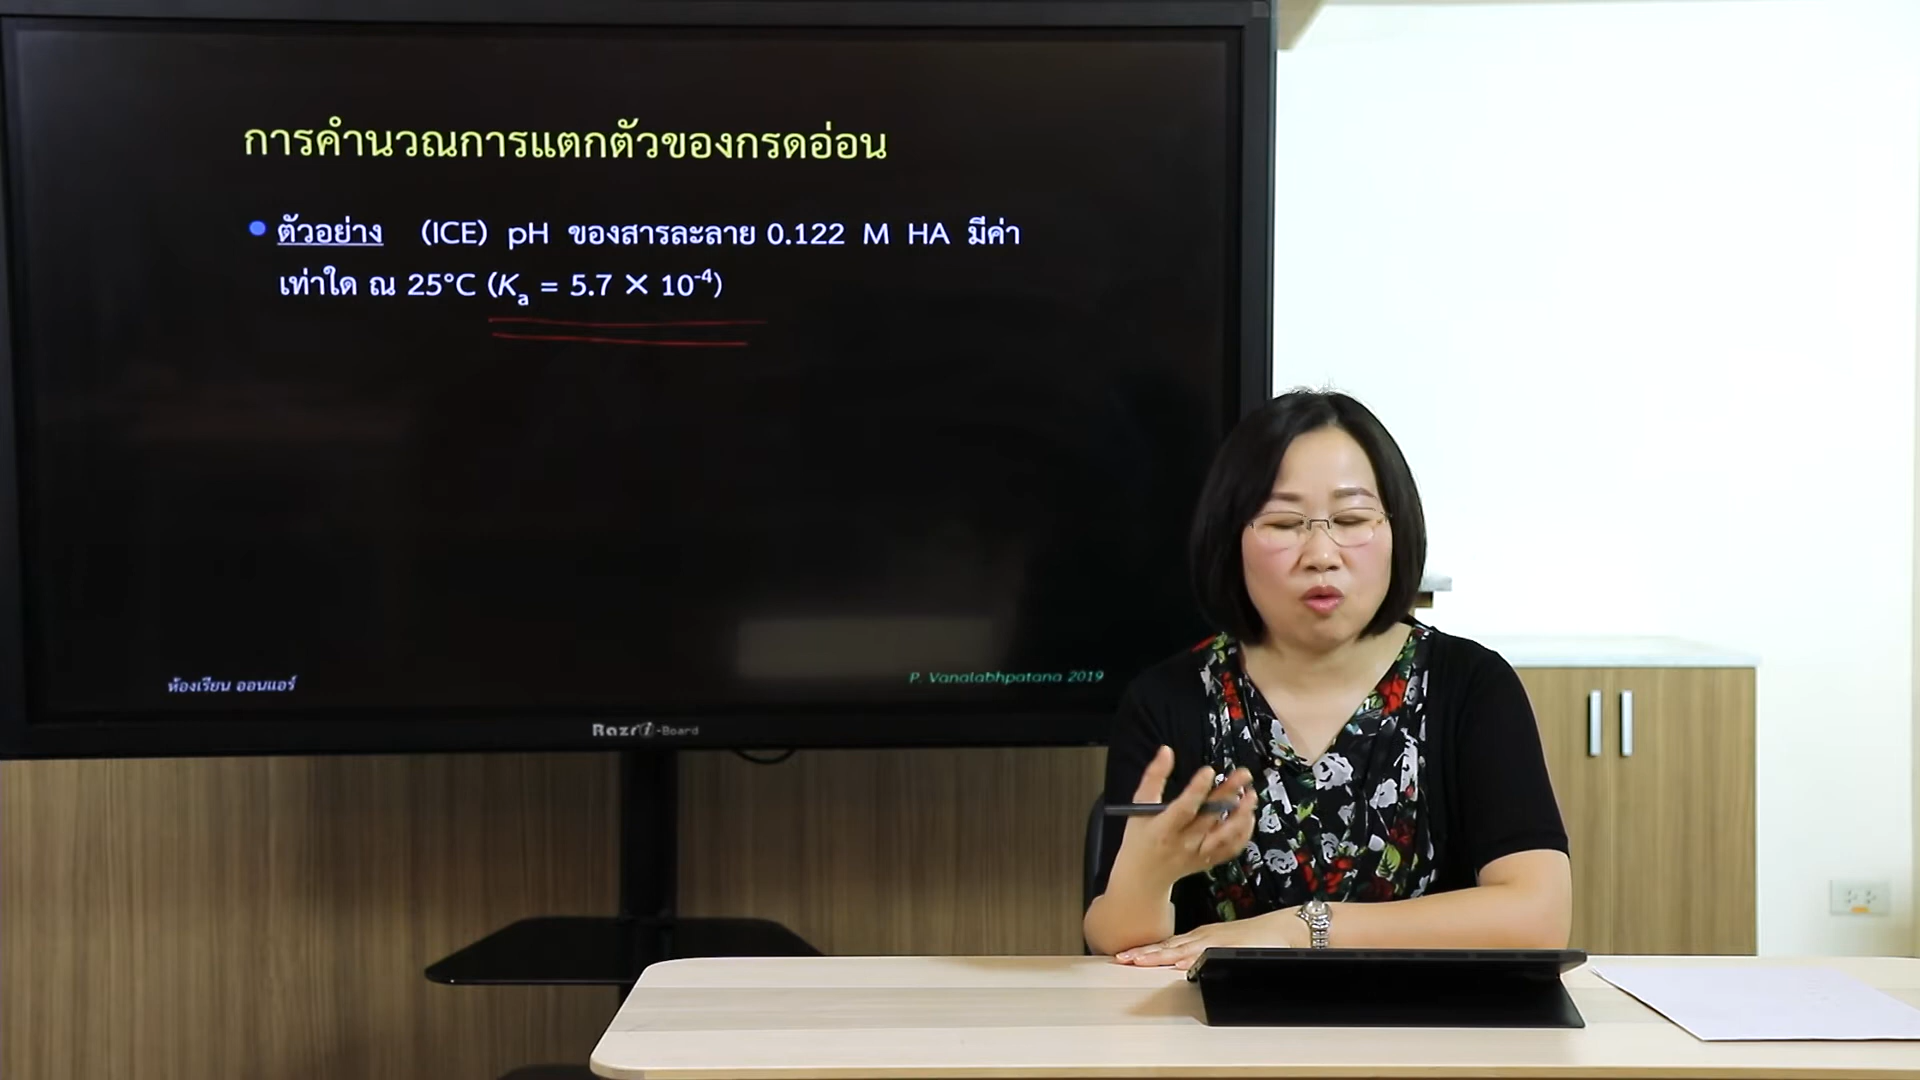 การคำนวณการแตกตัวของกรดอ่อน
ตัวอย่าง (ICE) pH ของสารละลาย 0.122 M HA มีค่า
เท่าใด ณ 25°C (Kₐ = 5.7 × 10⁻⁴)
ห้องเรียน ออนแอร์
P. Vanalabhpatana 2019
Razr i-Board